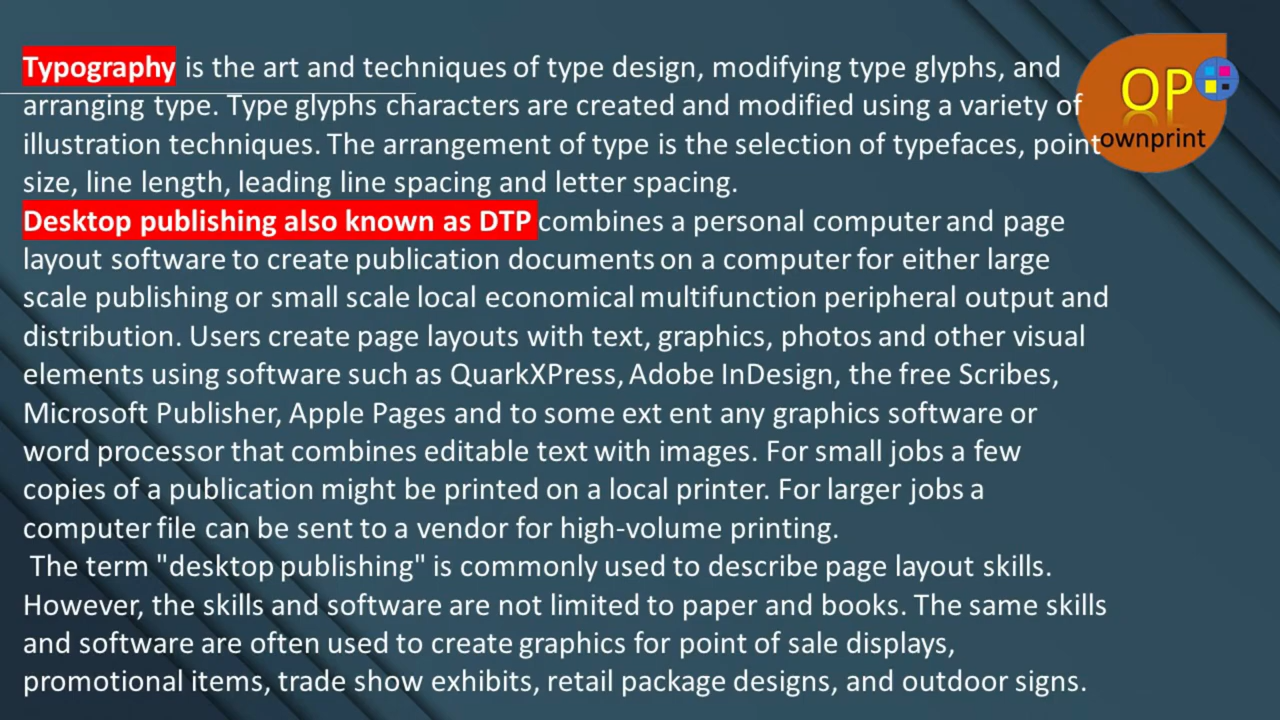 Typography is the art and techniques of type design, modifying type glyphs, and
arranging type. Type glyphs characters are created and modified using a variety of
illustration techniques. The arrangement of type is the selection of typefaces, point
size, line length, leading line spacing and letter spacing.
Desktop publishing also known as DTP combines a personal computer and page
layout software to create publication documents on a computer for either large
scale publishing or small scale local economical multifunction peripheral output and
distribution. Users create page layouts with text, graphics, photos and other visual
elements using software such as QuarkXPress, Adobe InDesign, the free Scribes,
Microsoft Publisher, Apple Pages and to some ext ent any graphics software or
word processor that combines editable text with images. For small jobs a few
copies of a publication might be printed on a local printer. For larger jobs a
computer file can be sent to a vendor for high-volume printing.
The term "desktop publishing" is commonly used to describe page layout skills.
However, the skills and software are not limited to paper and books. The same skills
and software are often used to create graphics for point of sale displays,
promotional items, trade show exhibits, retail package designs, and outdoor signs.
OP
ownprint